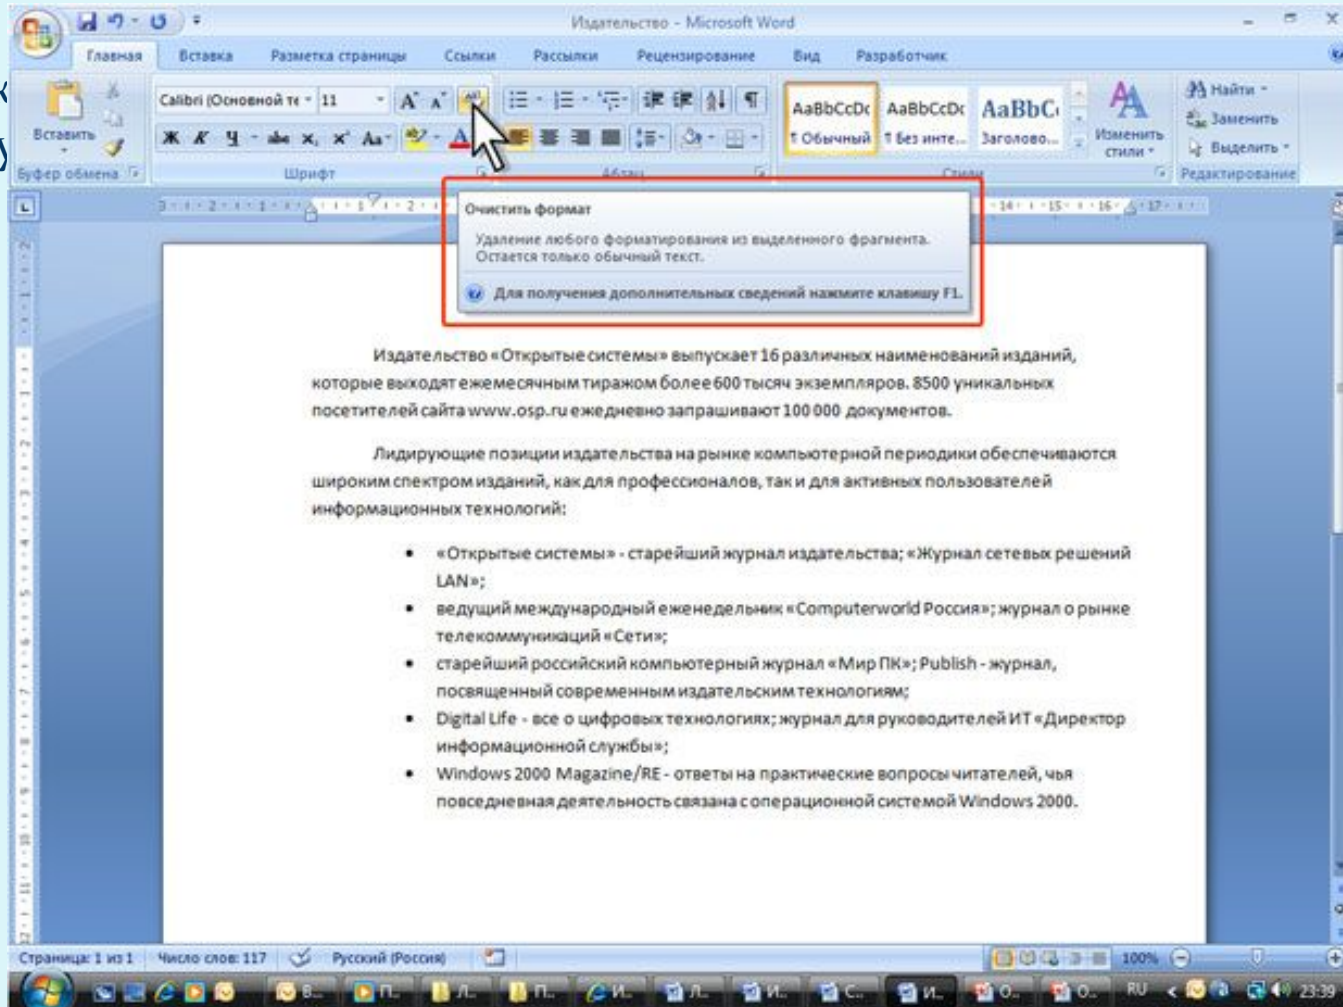 Издательство - Microsoft Word
Главная Вставка Разметка страницы Ссылки Рассылки Рецензирование Вид Разработчик
Calibri (Основной те 11
Вставить
Ж К Ч abc x, x² Aa
AaBbCcDc AaBbCcDc AaBbC
¶ Обычный ¶ Без инте... Заголово...
Изменить стили
Найти
Заменить
Выделить
Буфер обмена Шрифт Абзац Стили Редактирование
Очистить формат
Удаление любого форматирования из выделенного фрагмента.
Остается только обычный текст.
Для получения дополнительных сведений нажмите клавишу F1.
Издательство «Открытые системы» выпускает 16 различных наименований изданий,
которые выходят ежемесячным тиражом более 600 тысяч экземпляров. 8500 уникальных
посетителей сайта www.osp.ru ежедневно запрашивают 100 000 документов.
Лидирующие позиции издательства на рынке компьютерной периодики обеспечиваются
широким спектром изданий, как для профессионалов, так и для активных пользователей
информационных технологий:
• «Открытые системы» - старейший журнал издательства; «Журнал сетевых решений
LAN»;
• ведущий международный еженедельник «Computerworld Россия»; журнал о рынке
телекоммуникаций «Сети»;
• старейший российский компьютерный журнал «Мир ПК»; Publish - журнал,
посвященный современным издательским технологиям;
• Digital Life - все о цифровых технологиях; журнал для руководителей ИТ «Директор
информационной службы»;
• Windows 2000 Magazine/RE - ответы на практические вопросы читателей, чья
повседневная деятельность связана с операционной системой Windows 2000.
Страница: 1 из 1 Число слов: 117 Русский (Россия) 100%
В... П... Л... П... И... Л... И... С... И... О... О... RU 23:39